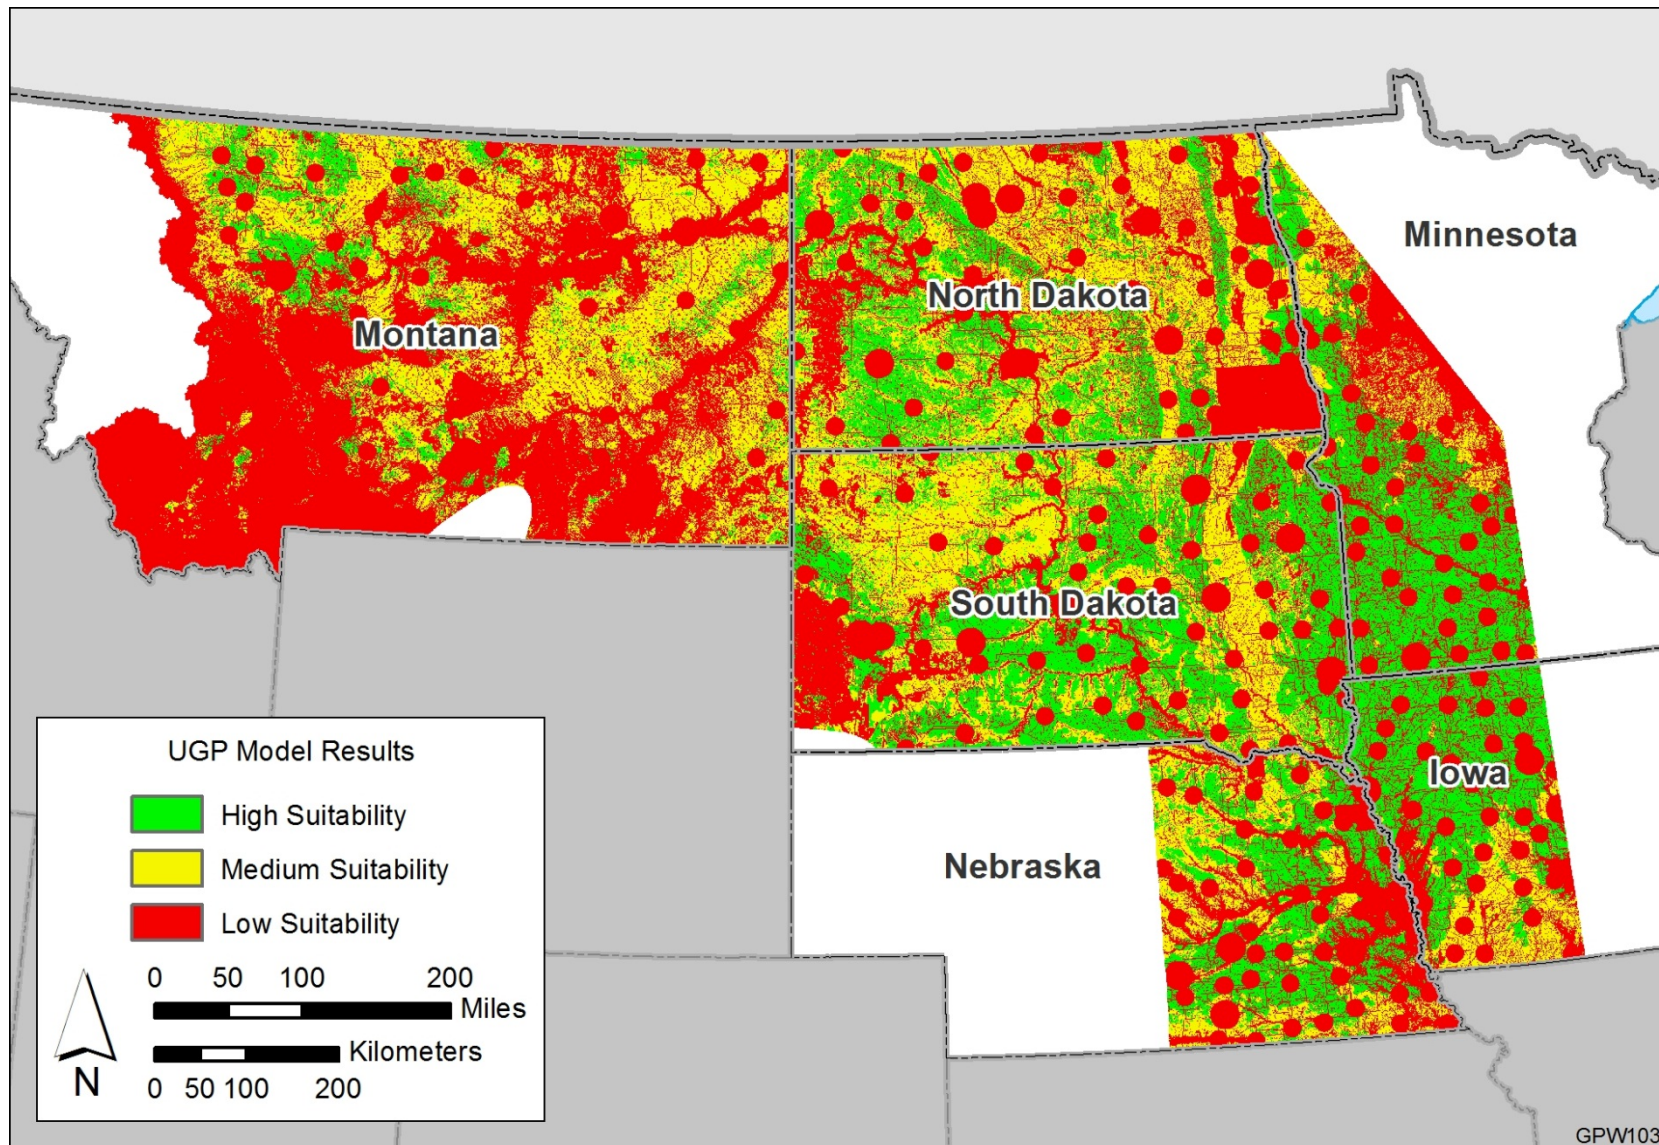 Minnesota
North Dakota
Montana
South Dakota
Iowa
Nebraska
UGP Model Results
High Suitability
Medium Suitability
Low Suitability
0 50 100 200
Miles
Kilometers
0 50 100 200
N
GPW103